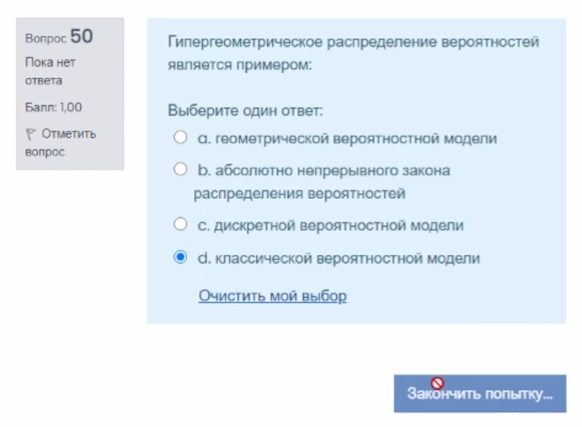 Вопрос 50
Пока нет
ответа
Балл: 1,00
Отметить
вопрос
Гипергеометрическое распределение вероятностей
является примером:
Выберите один ответ:
a. геометрической вероятностной модели
b. абсолютно непрерывного закона
распределения вероятностей
c. дискретной вероятностной модели
d. классической вероятностной модели
Очистить мой выбор
Закончить попытку...